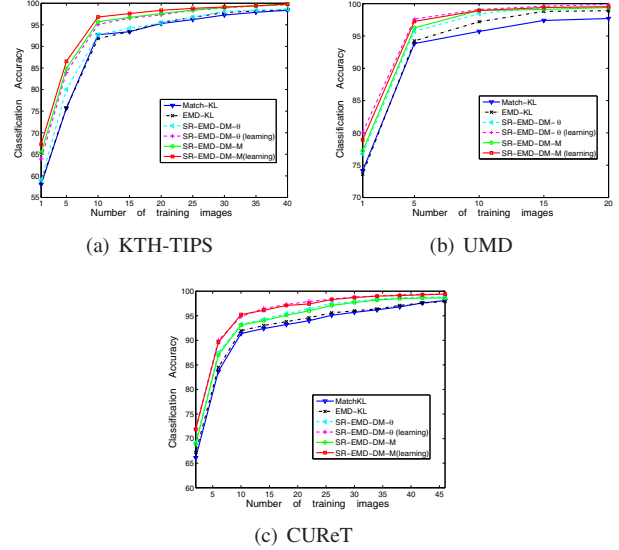 100
95
90
85
80
75
70
65
60
55
Classification Accuracy
Match-KL
EMD-KL
SR-EMD-DM-θ
SR-EMD-DM-θ (learning)
SR-EMD-DM-M
SR-EMD-DM-M(learning)
1 5 10 15 20 25 30 35 40
Number of training images
(a) KTH-TIPS
100
95
90
85
80
75
70
65
60
Classification Accuracy
Match-KL
EMD-KL
SR-EMD-DM-θ
SR-EMD-DM-θ (learning)
SR-EMD-DM-M
SR-EMD-DM-M (learning)
1 5 10 15 20
Number of training images
(b) UMD
100
95
90
85
80
75
70
65
60
Classification Accuracy
MatchKL
EMD-KL
SR-EMD-DM-θ
SR-EMD-DM-θ (learning)
SR-EMD-DM-M
SR-EMD-DM-M(learning)
5 10 15 20 25 30 35 40 45
Number of training images
(c) CUReT